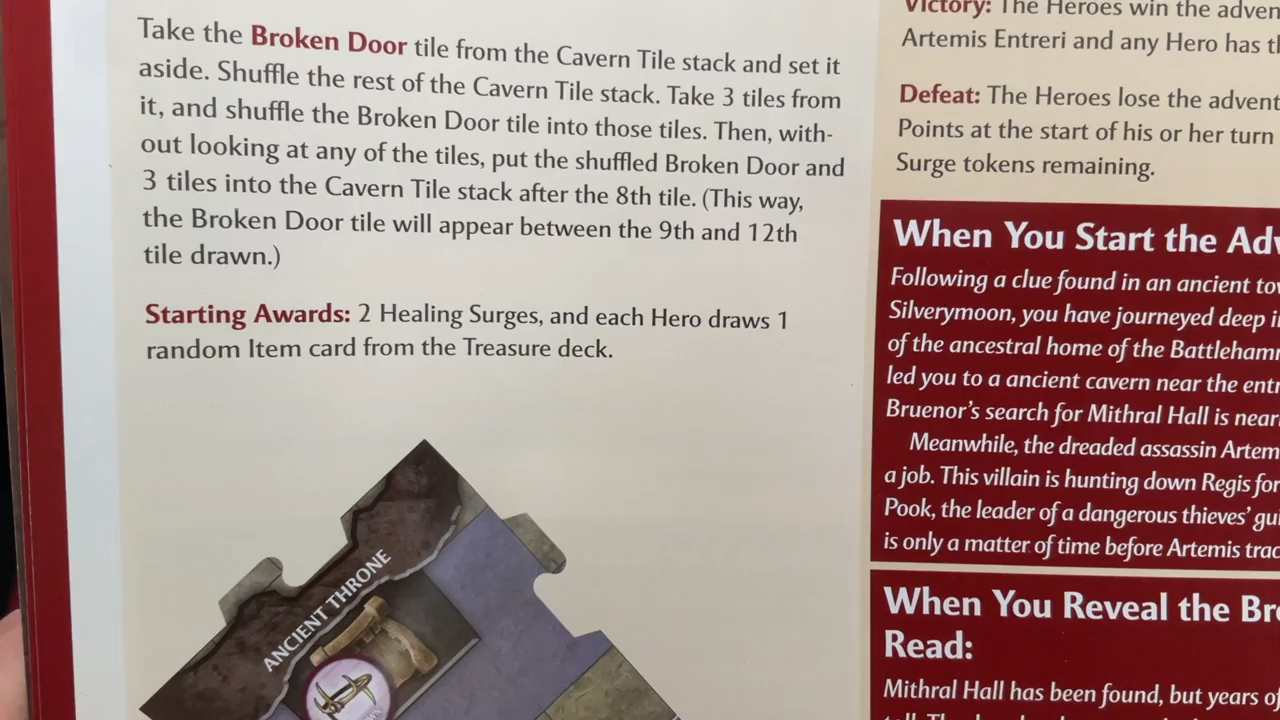 Take the Broken Door tile from the Cavern Tile stack and set it
aside. Shuffle the rest of the Cavern Tile stack. Take 3 tiles from
it, and shuffle the Broken Door tile into those tiles. Then, with-
out looking at any of the tiles, put the shuffled Broken Door and
3 tiles into the Cavern Tile stack after the 8th tile. (This way,
the Broken Door tile will appear between the 9th and 12th
tile drawn.)
Starting Awards: 2 Healing Surges, and each Hero draws 1
random Item card from the Treasure deck.
ANCIENT THRONE
Victory: The Heroes win the adven
Artemis Entreri and any Hero has t
Defeat: The Heroes lose the advent
Points at the start of his or her turn
Surge tokens remaining.
When You Start the Adv
Following a clue found in an ancient to
Silverymoon, you have journeyed deep i
of the ancestral home of the Battleham
led you to a ancient cavern near the ent
Bruenor's search for Mithral Hall is near
Meanwhile, the dreaded assassin Artem
a job. This villain is hunting down Regis for
Pook, the leader of a dangerous thieves' gu
is only a matter of time before Artemis trac
When You Reveal the Bro
Read:
Mithral Hall has been found, but years of